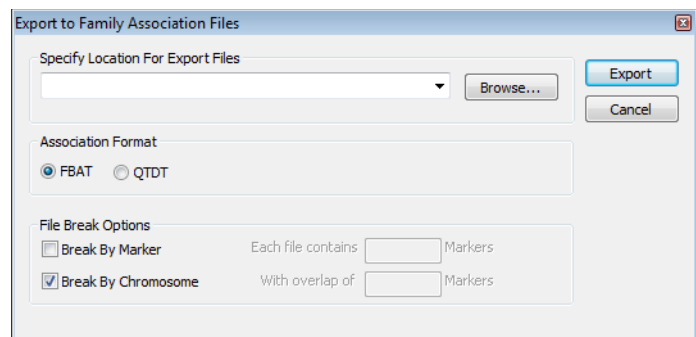 Export to Family Association Files
Specify Location For Export Files
Browse...
Export
Cancel
Association Format
FBAT QTDT
File Break Options
Break By Marker Each file contains Markers
Break By Chromosome With overlap of Markers